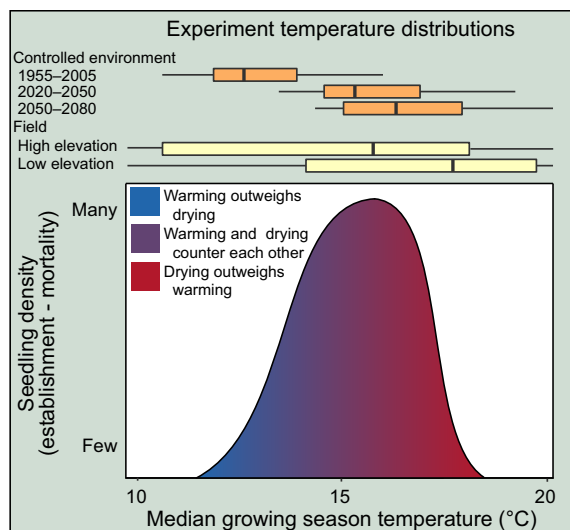 Experiment temperature distributions
Controlled environment
1955–2005
2020–2050
2050–2080
Field
High elevation
Low elevation
Many
Few
Seedling density
(establishment - mortality)
Warming outweighs
drying
Warming and drying
counter each other
Drying outweighs
warming
10
15
20
Median growing season temperature (°C)